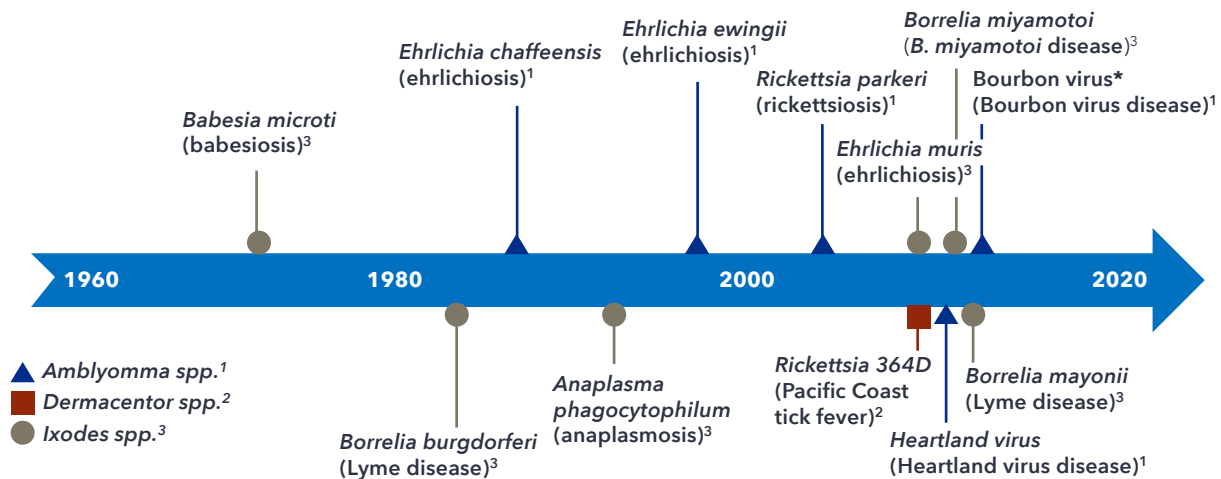 Babesia microti
(babesiosis)³
Ehrlichia chaffeensis
(ehrlichiosis)¹
Ehrlichia ewingii
(ehrlichiosis)¹
Rickettsia parkeri
(rickettsiosis)¹
Borrelia miyamotoi
(B. miyamotoi disease)³
Bourbon virus*
(Bourbon virus disease)¹
Ehrlichia muris
(ehrlichiosis)³
1960 1980 2000 2020
Amblyomma spp.¹
Dermacentor spp.²
Ixodes spp.³
Borrelia burgdorferi
(Lyme disease)³
Anaplasma
phagocytophilum
(anaplasmosis)³
Rickettsia 364D
(Pacific Coast
tick fever)²
Heartland virus
(Heartland virus disease)¹
Borrelia mayonii
(Lyme disease)³